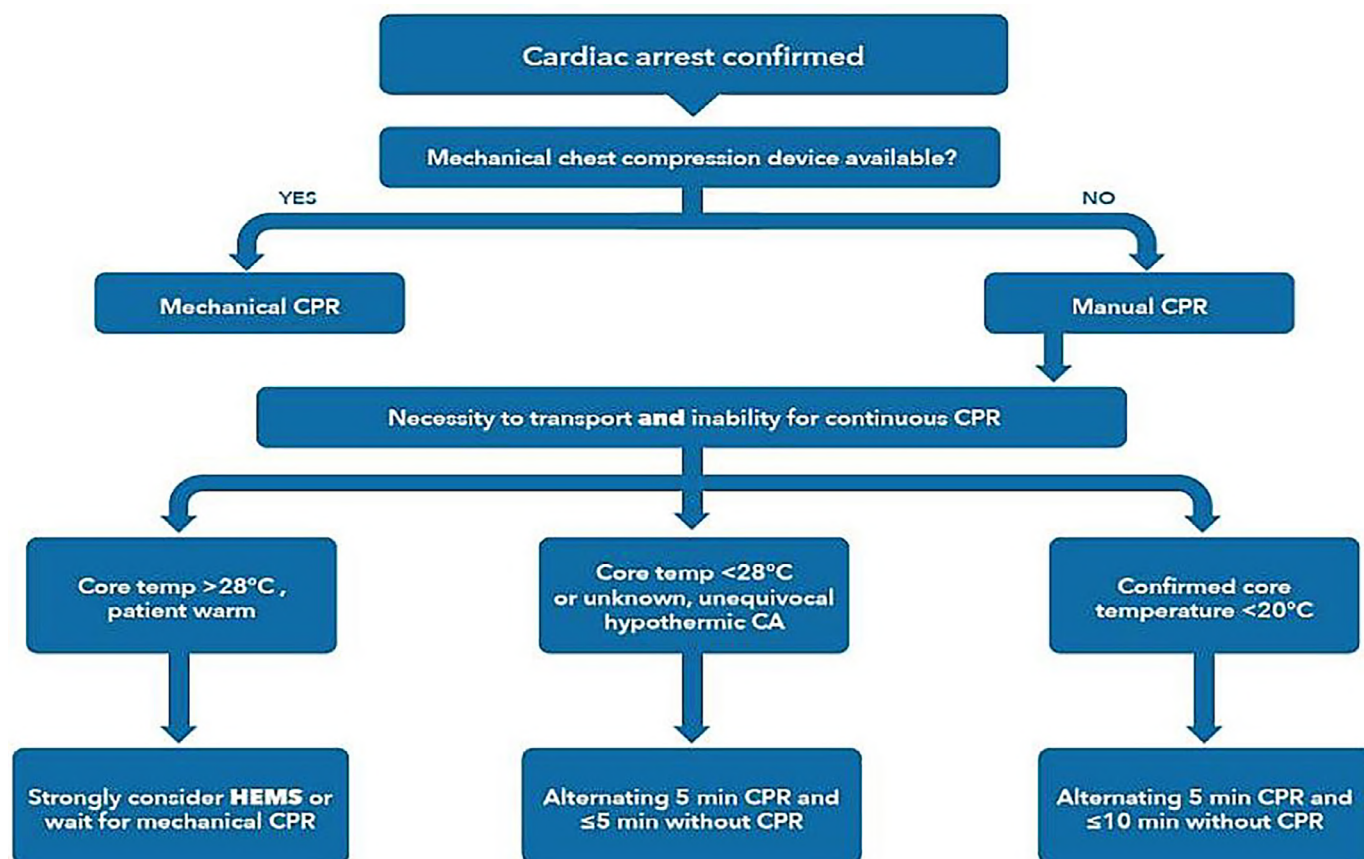 Cardiac arrest confirmed
Mechanical chest compression device available?
YES
NO
Mechanical CPR
Manual CPR
Necessity to transport and inability for continuous CPR
Core temp >28°C ,
patient warm
Core temp <28°C
or unknown, unequivocal
hypothermic CA
Confirmed core
temperature <20°C
Strongly consider HEMS or
wait for mechanical CPR
Alternating 5 min CPR and
≤5 min without CPR
Alternating 5 min CPR and
≤10 min without CPR